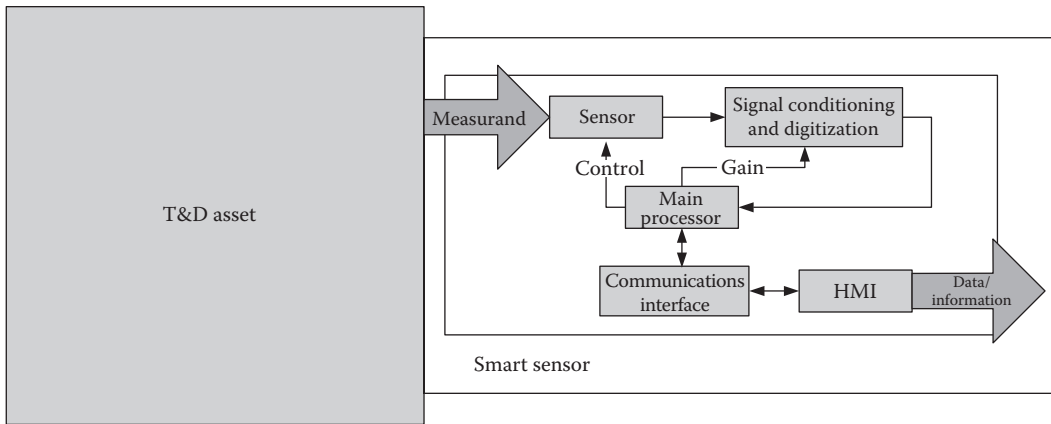 T&D asset
Measurand
Sensor
Signal conditioning
and digitization
Control
Gain
Main
processor
Communications
interface
HMI
Data/
information
Smart sensor